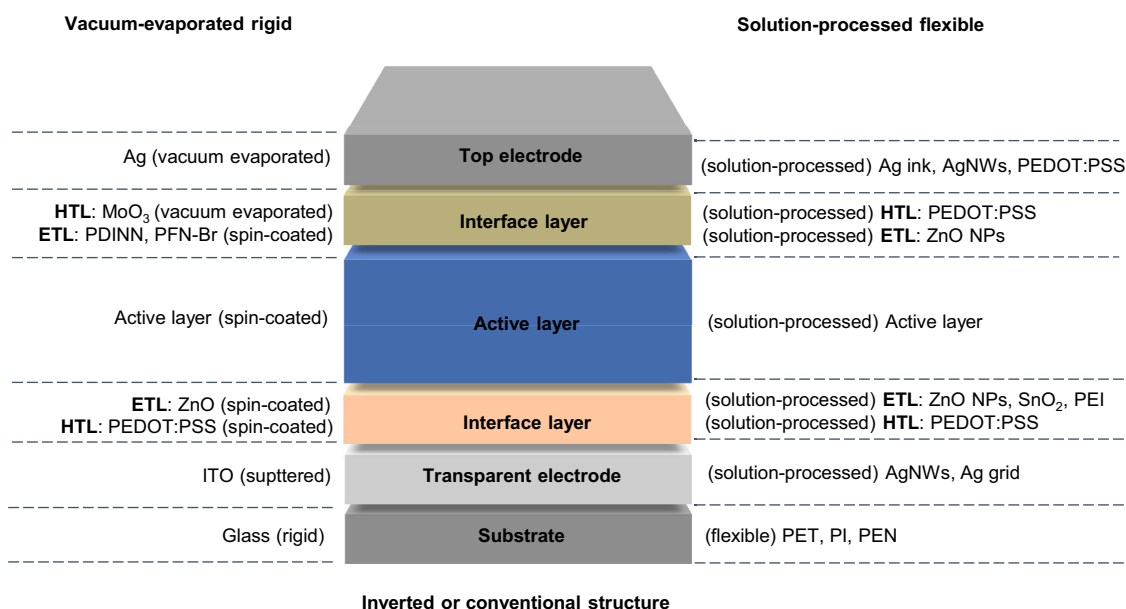 Vacuum-evaporated rigid
Solution-processed flexible
Ag (vacuum evaporated)
Top electrode
(solution-processed) Ag ink, AgNWs, PEDOT:PSS
HTL: MoO₃ (vacuum evaporated)
ETL: PDINN, PFN-Br (spin-coated)
Interface layer
(solution-processed) HTL: PEDOT:PSS
(solution-processed) ETL: ZnO NPs
Active layer (spin-coated)
Active layer
(solution-processed) Active layer
ETL: ZnO (spin-coated)
HTL: PEDOT:PSS (spin-coated)
Interface layer
(solution-processed) ETL: ZnO NPs, SnO₂, PEI
(solution-processed) HTL: PEDOT:PSS
ITO (supttered)
Transparent electrode
(solution-processed) AgNWs, Ag grid
Glass (rigid)
Substrate
(flexible) PET, PI, PEN
Inverted or conventional structure